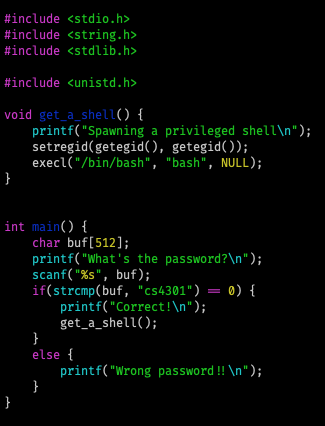 #include <stdio.h>
#include <string.h>
#include <stdlib.h>
#include <unistd.h>
void get_a_shell() {
printf("Spawning a privileged shell\n");
setregid(getegid(), getegid());
execl("/bin/bash", "bash", NULL);
}
int main() {
char buf[512];
printf("What's the password?\n");
scanf("%s", buf);
if(strcmp(buf, "cs4301") == 0) {
printf("Correct!\n");
get_a_shell();
}
else {
printf("Wrong password!!\n");
}
}